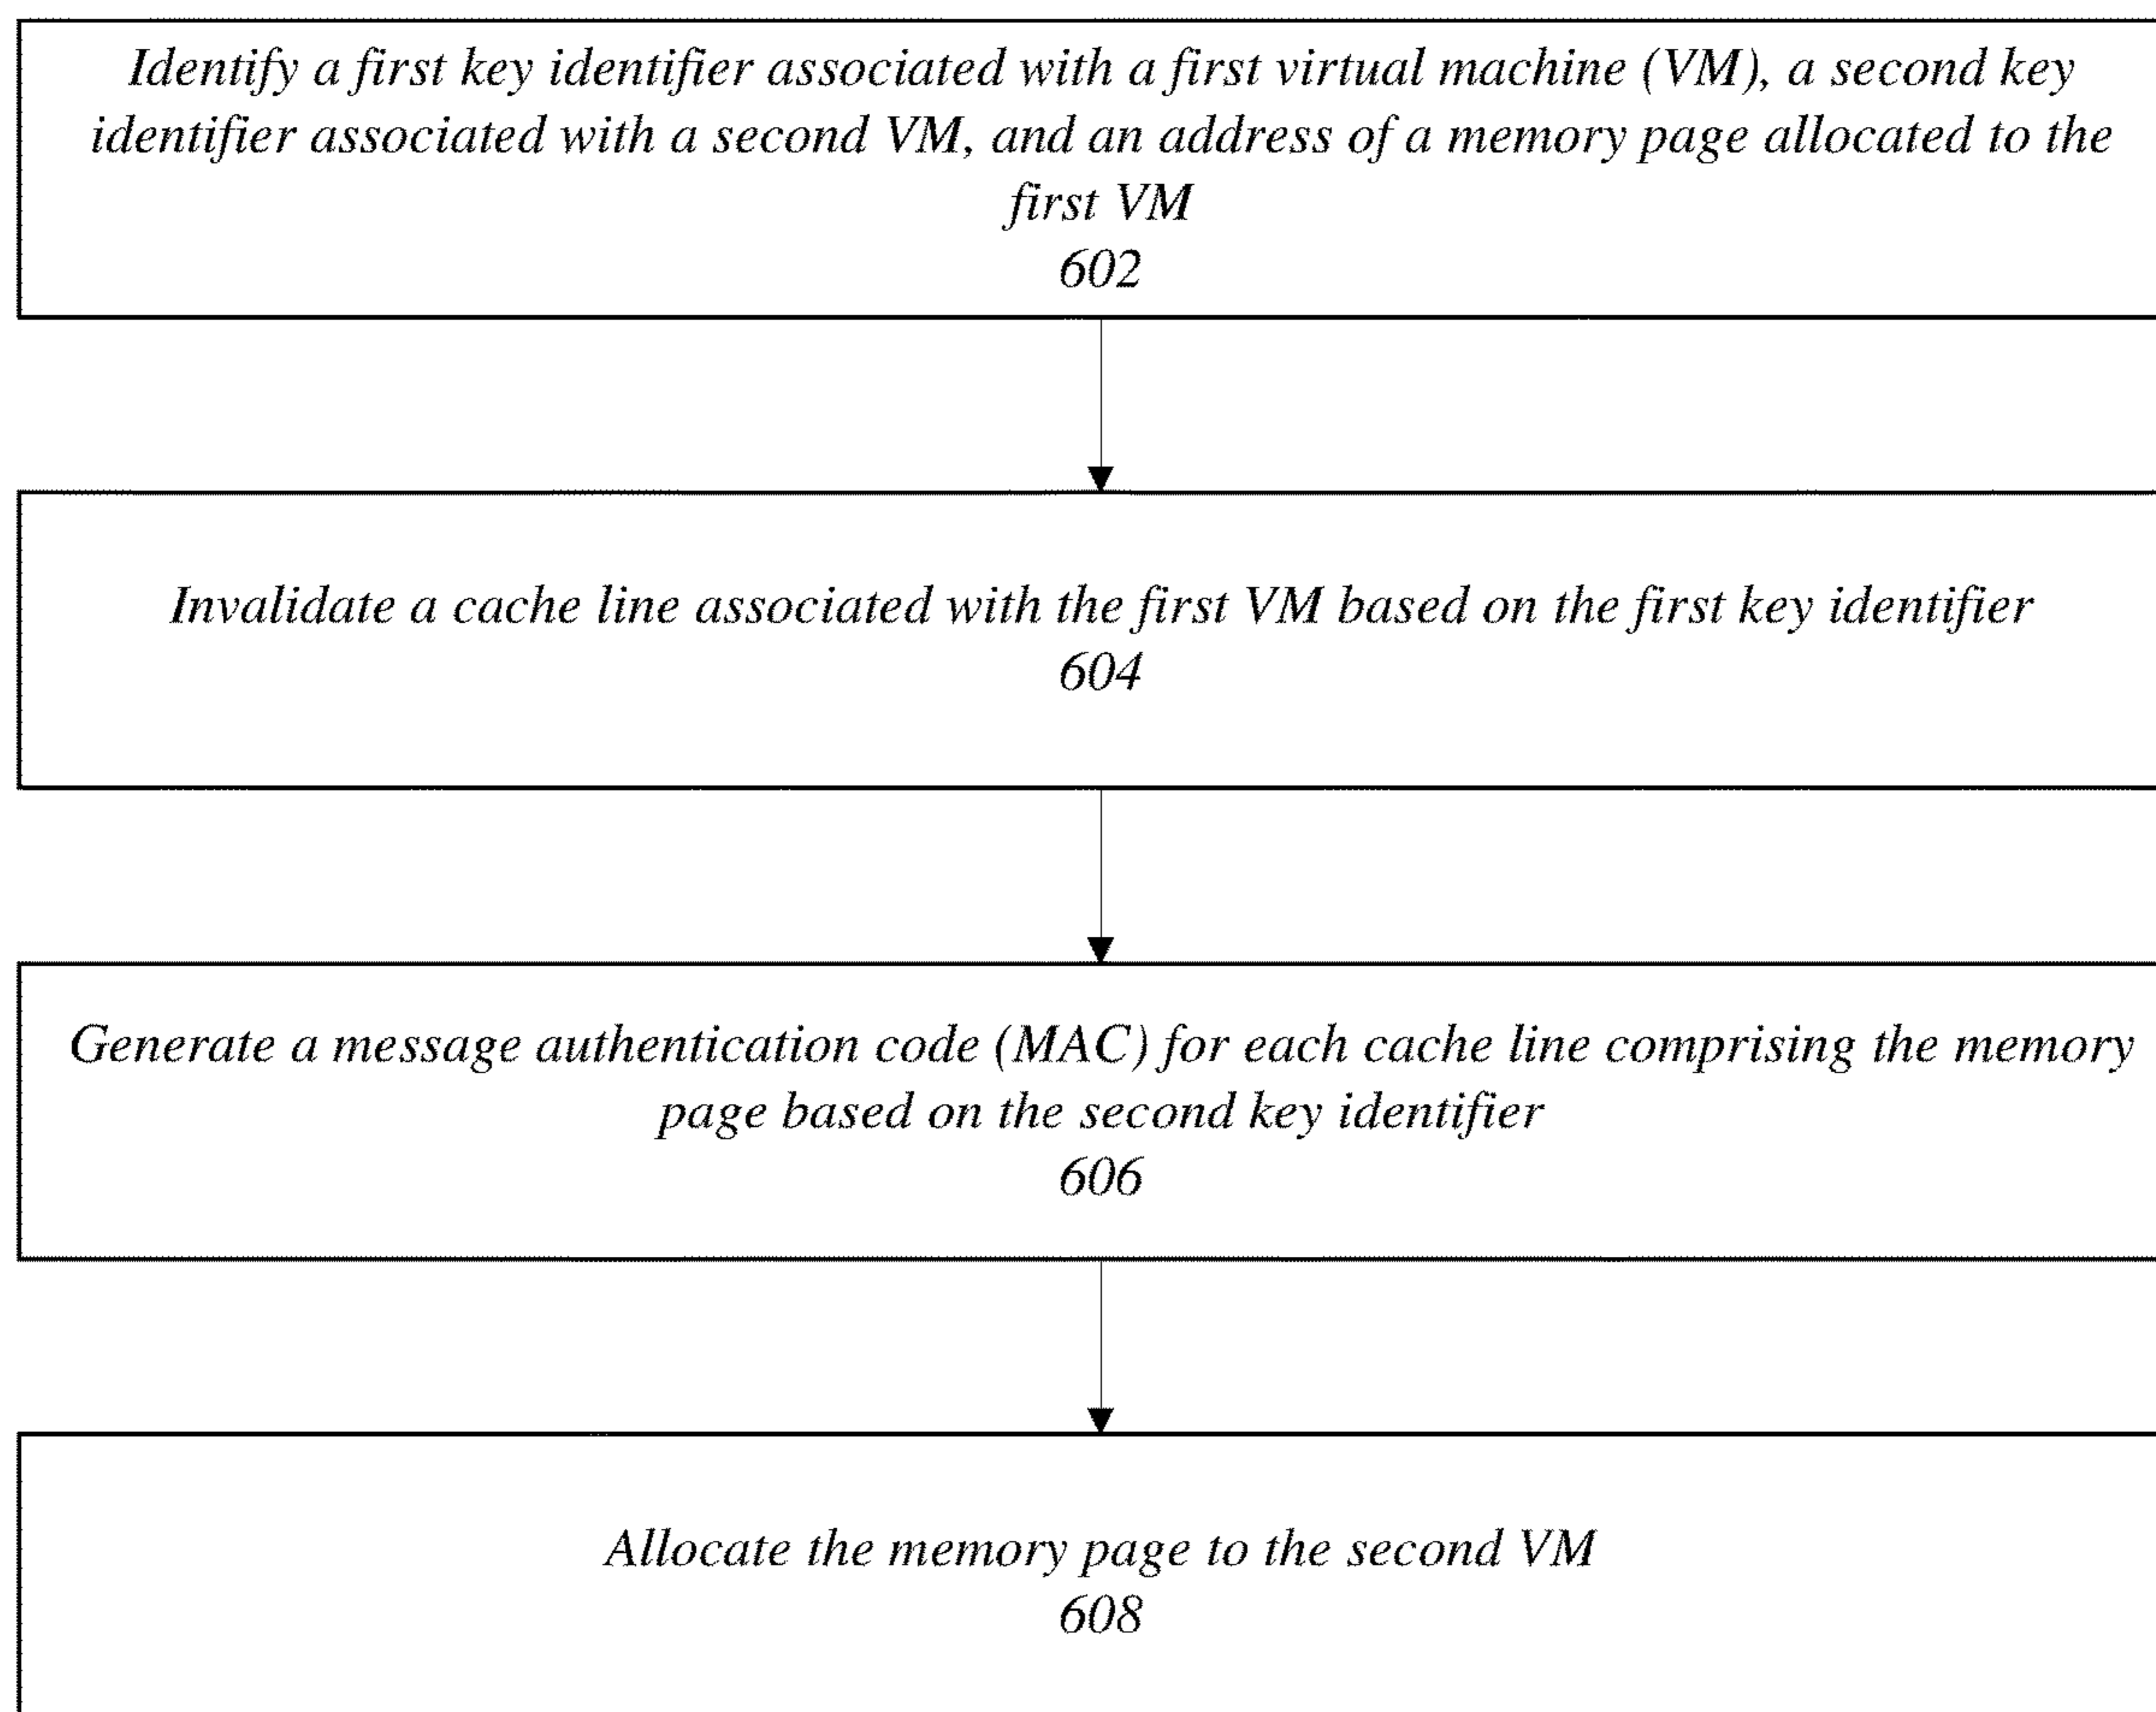 Identify a first key identifier associated with a first virtual machine (VM), a second key
identifier associated with a second VM, and an address of a memory page allocated to the
first VM
602
Invalidate a cache line associated with the first VM based on the first key identifier
604
Generate a message authentication code (MAC) for each cache line comprising the memory
page based on the second key identifier
606
Allocate the memory page to the second VM
608